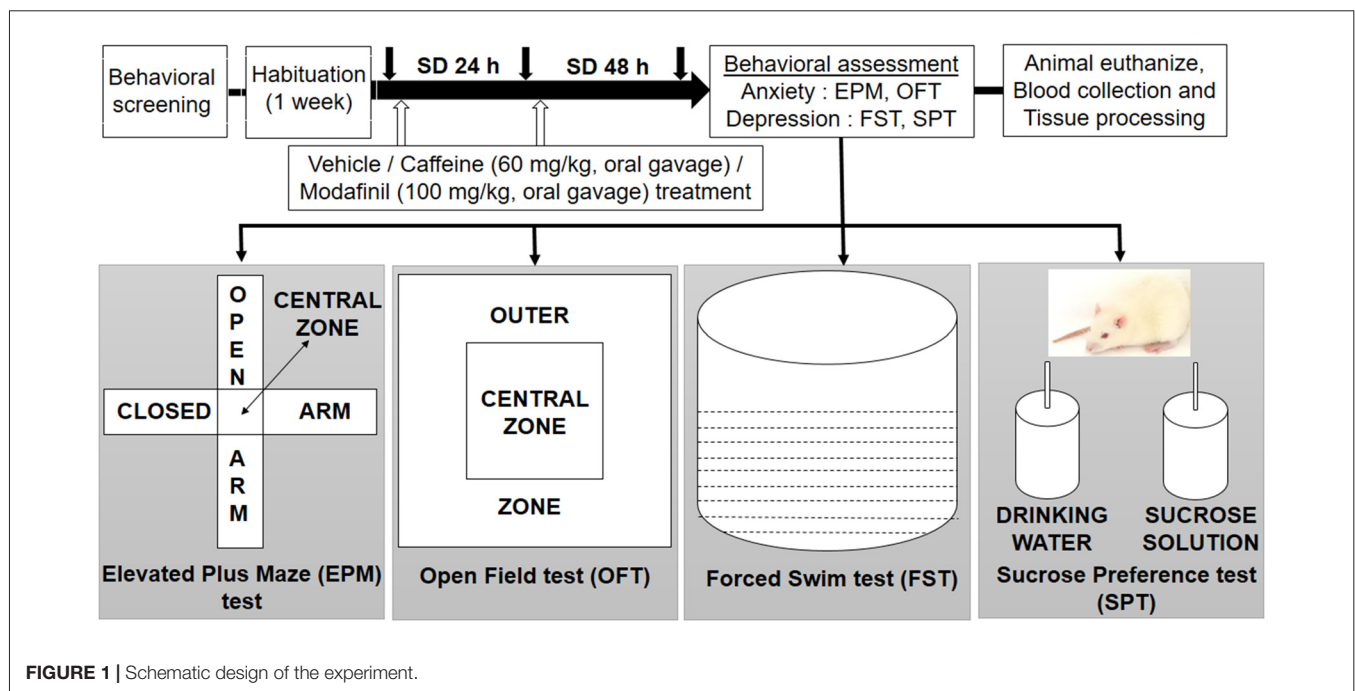 Behavioral
screening
Habituation
(1 week)
SD 24 h
SD 48 h
Behavioral assessment
Anxiety : EPM, OFT
Depression : FST, SPT
Animal euthanize,
Blood collection and
Tissue processing
Vehicle / Caffeine (60 mg/kg, oral gavage) /
Modafinil (100 mg/kg, oral gavage) treatment
OPEN
ARM
CENTRAL
ZONE
CLOSED ARM
Elevated Plus Maze (EPM)
test
OUTER
CENTRAL
ZONE
ZONE
Open Field test (OFT)
Forced Swim test (FST)
DRINKING
WATER
SUCROSE
SOLUTION
Sucrose Preference test
(SPT)
FIGURE 1 | Schematic design of the experiment.